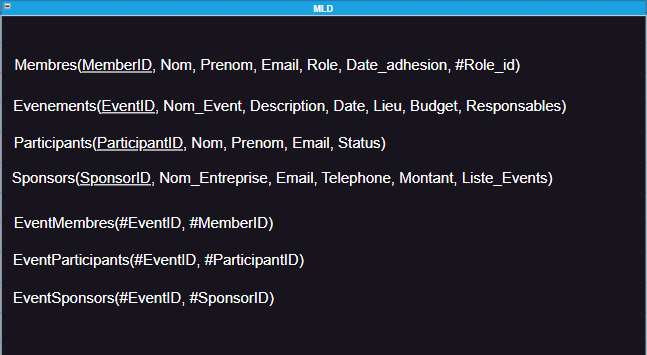 MLD
Membres(MemberID, Nom, Prenom, Email, Role, Date_adhesion, #Role_id)
Evenements(EventID, Nom_Event, Description, Date, Lieu, Budget, Responsables)
Participants(ParticipantID, Nom, Prenom, Email, Status)
Sponsors(SponsorID, Nom_Entreprise, Email, Telephone, Montant, Liste_Events)
EventMembres(#EventID, #MemberID)
EventParticipants(#EventID, #ParticipantID)
EventSponsors(#EventID, #SponsorID)